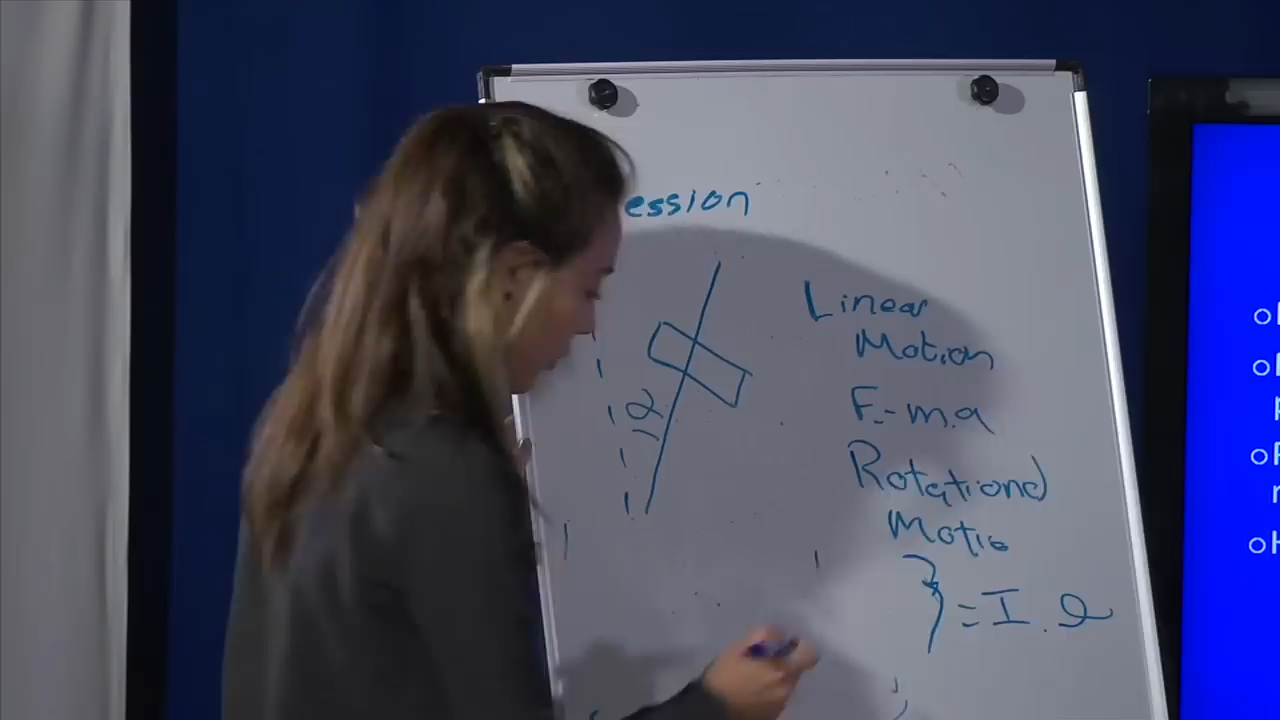 ession
α
Linear
Motion
F = m.a
Rotational
Motio
= I . α